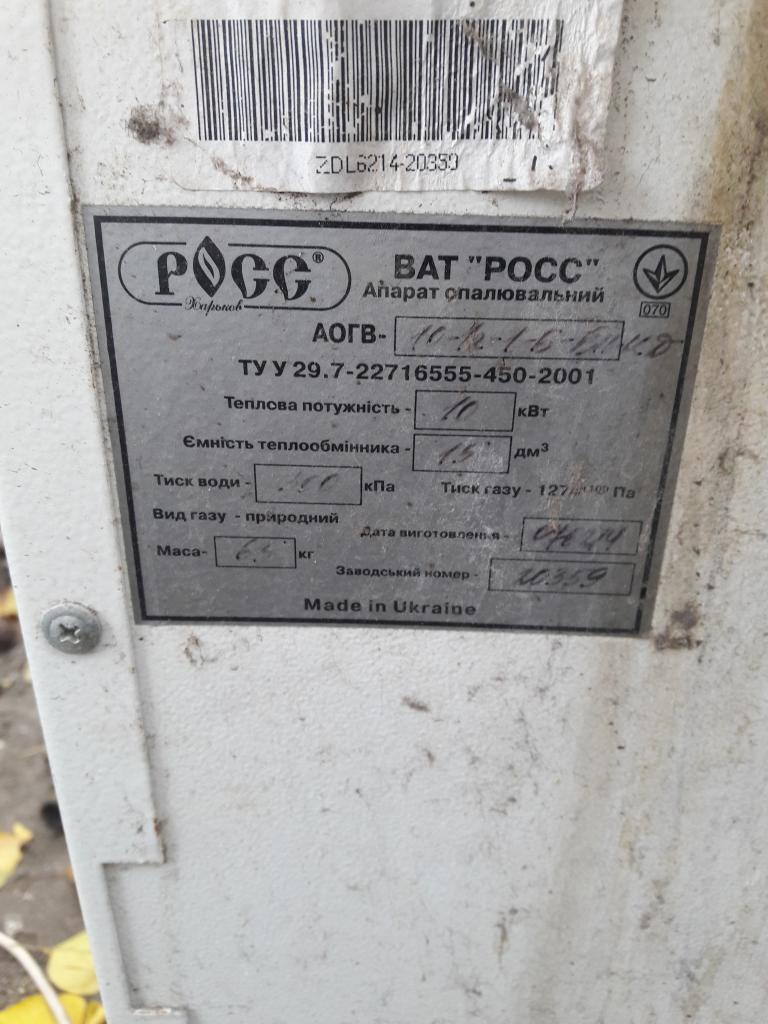 ZDL6214-20359
РОСС®
Харьков
ВАТ "РОСС"
Апарат опалювальний
070
АОГВ-
ТУ У 29.7-22716555-450-2001
Теплова потужність - 10 кВт
Ємність теплообмінника - 15 дм³
Тиск води - кПа
Тиск газу - Па
Вид газу - природний
Дата виготовлення -
Маса- кг
Заводський номер - 20359
Made in Ukraine